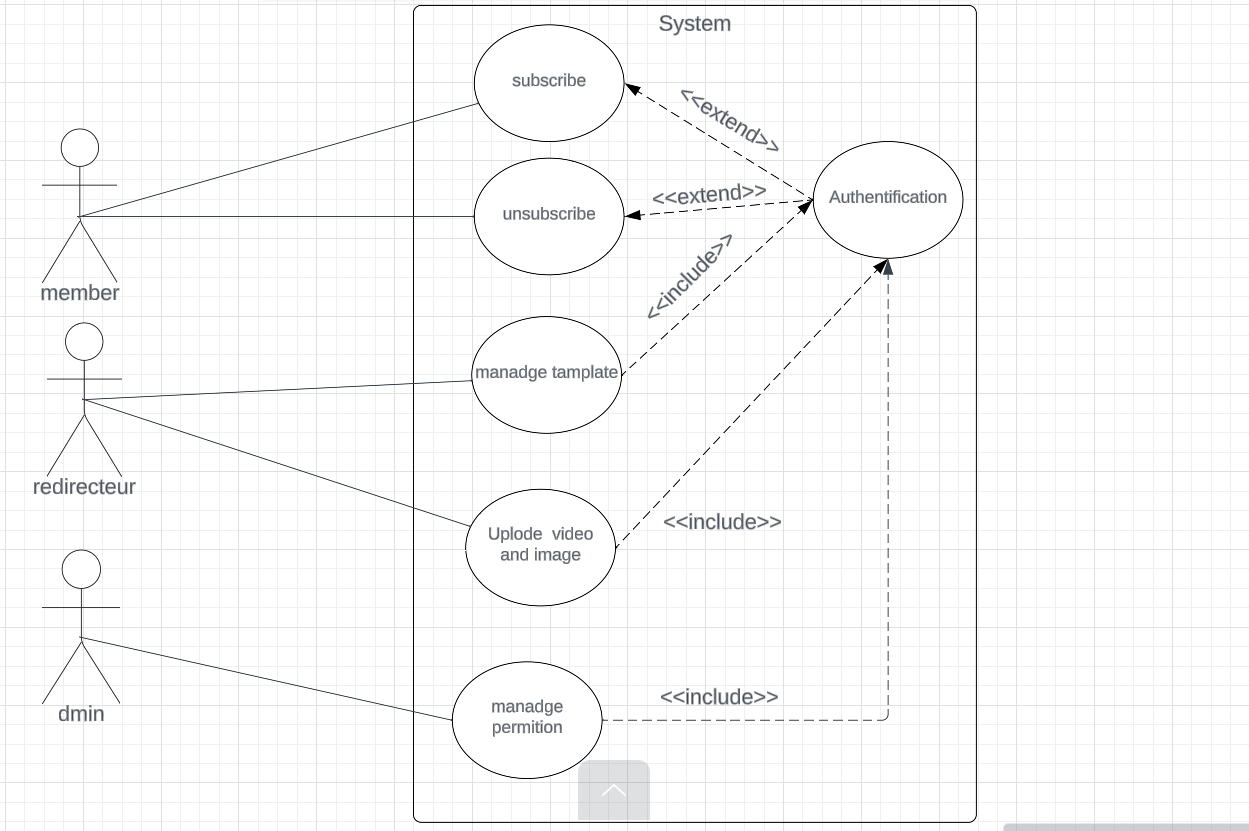 System
subscribe
<<extend>>
unsubscribe
<<extend>>
Authentification
member
<<include>>
manadge tamplate
redirecteur
Uplode video
and image
<<include>>
dmin
manadge
permition
<<include>>